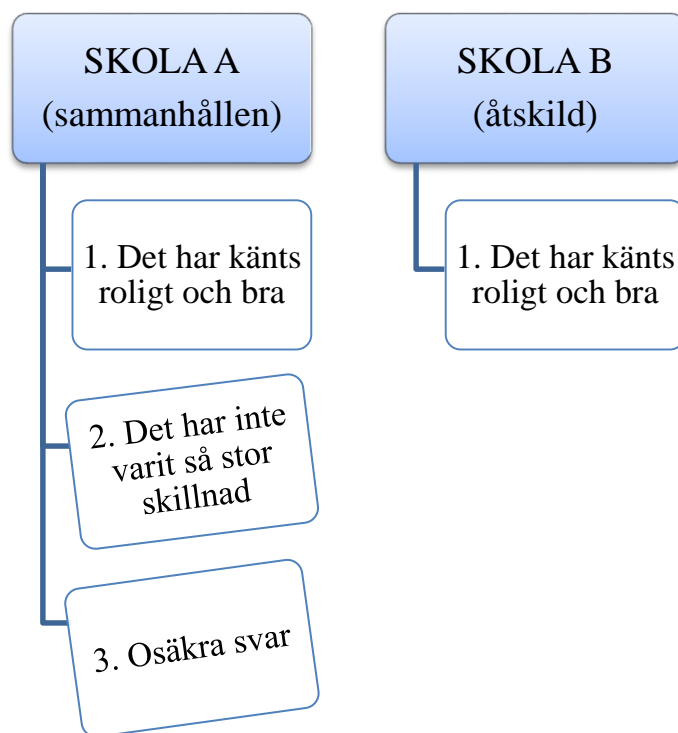 SKOLA A
(sammanhållen)
1. Det har känts
roligt och bra
2. Det har inte
varit så stor
skillnad
3. Osäkra svar
SKOLA B
(åtskild)
1. Det har känts
roligt och bra